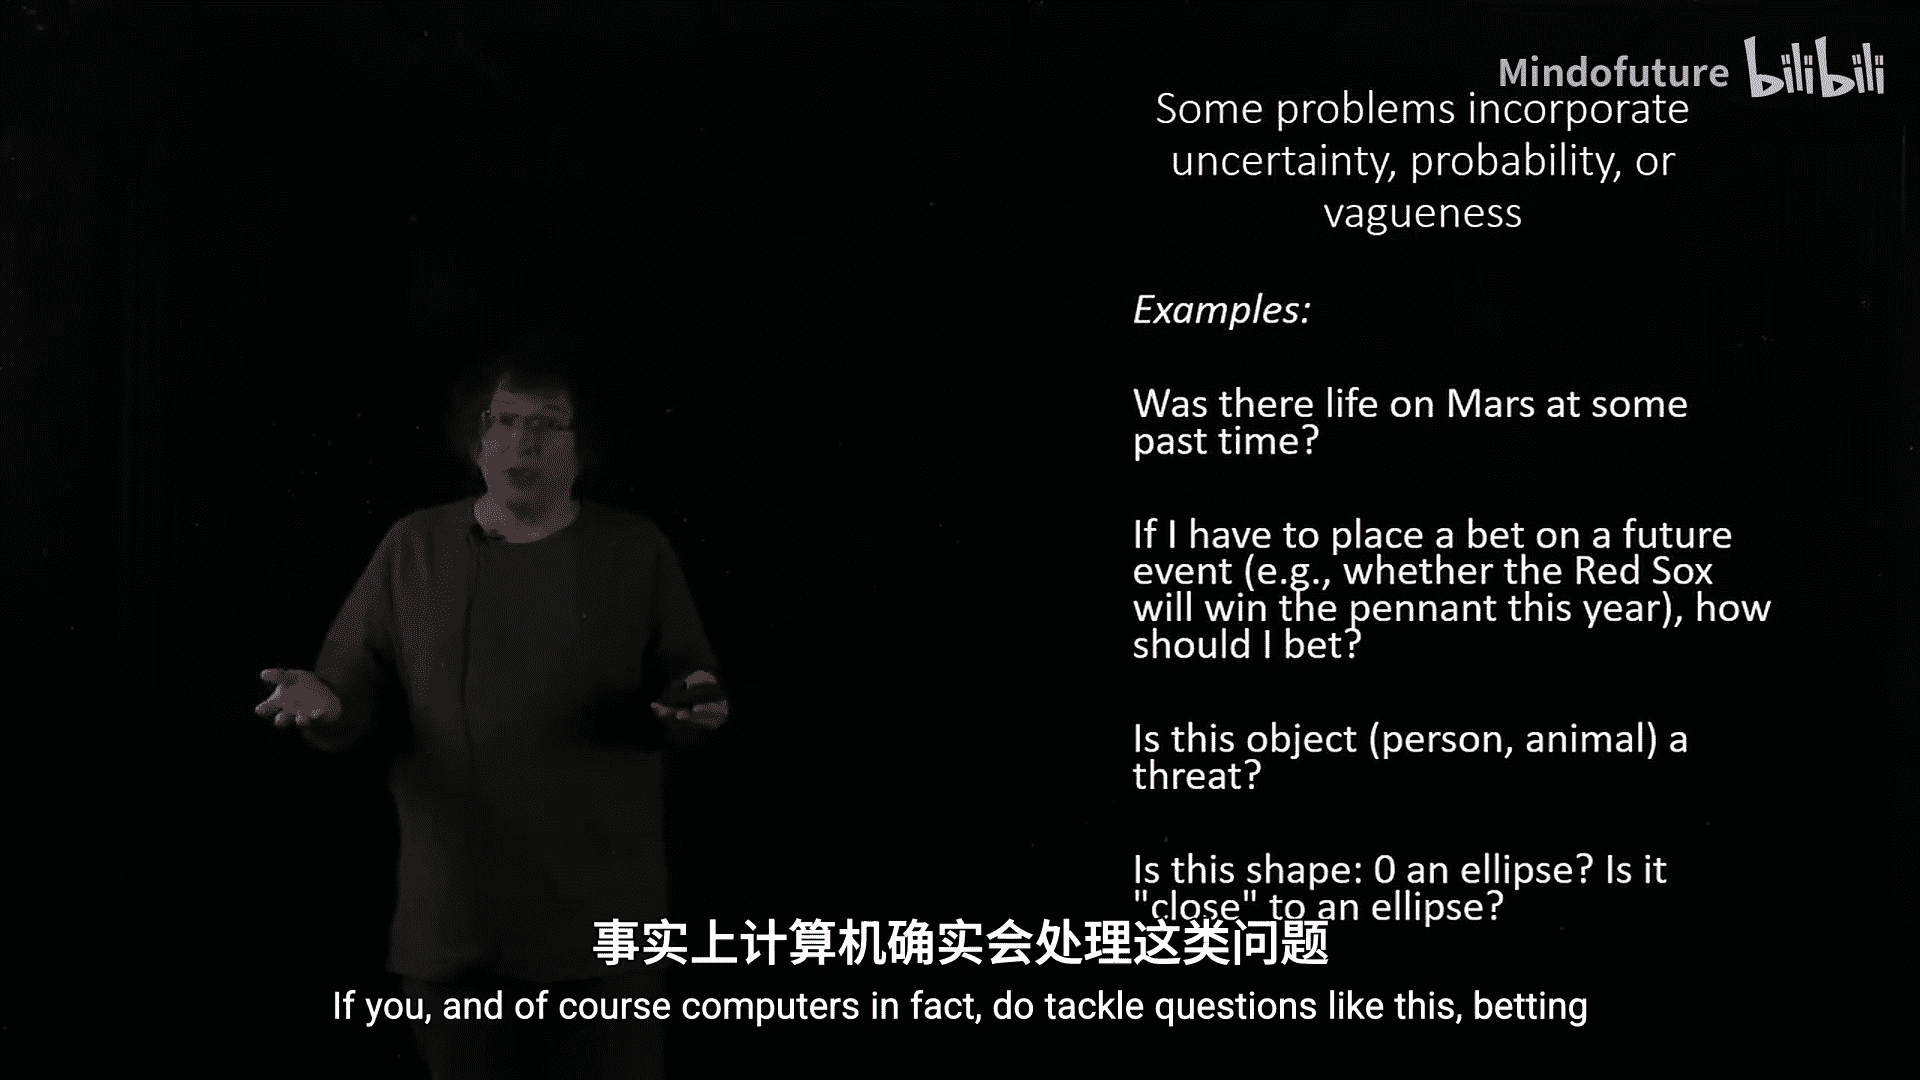 Mindofuture bilibili
Some problems incorporate
uncertainty, probability, or
vagueness
Examples:
Was there life on Mars at some
past time?
If I have to place a bet on a future
event (e.g., whether the Red Sox
will win the pennant this year), how
should I bet?
Is this object (person, animal) a
threat?
Is this shape: 0 an ellipse? Is it
"close" to an ellipse?
事实上计算机确实会处理这类问题
If you, and of course computers in fact, do tackle questions like this, betting